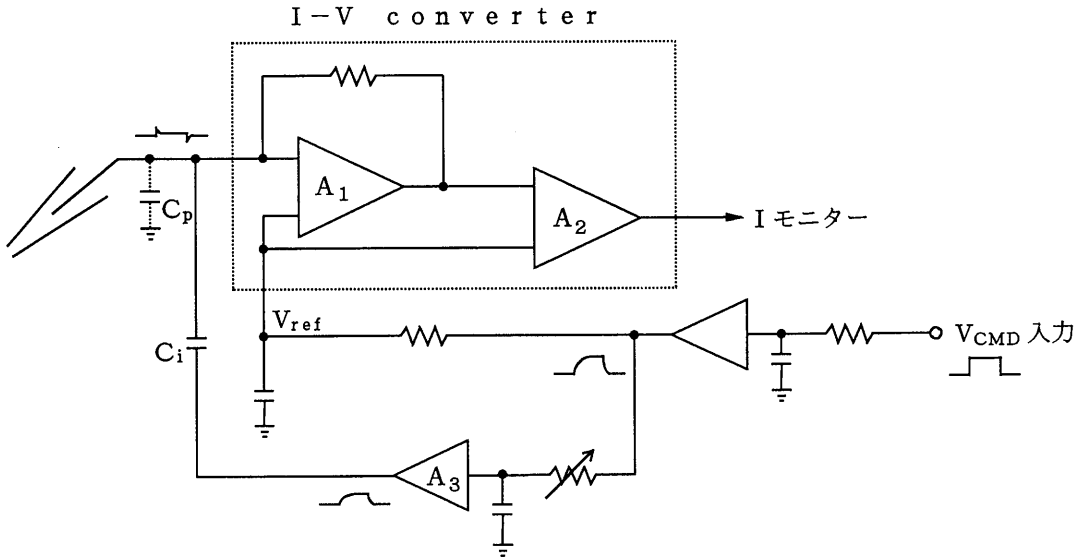 I-V converter
A1
Cp
A2
I モニター
Vref
VCMD 入力
Ci
A3